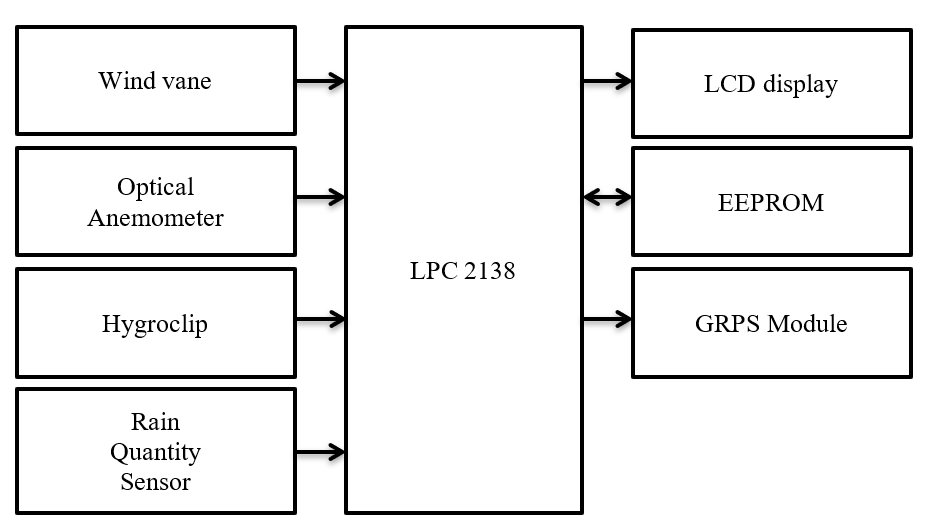 Wind vane
Optical
Anemometer
Hygroclip
Rain
Quantity
Sensor
LPC 2138
LCD display
EEPROM
GRPS Module